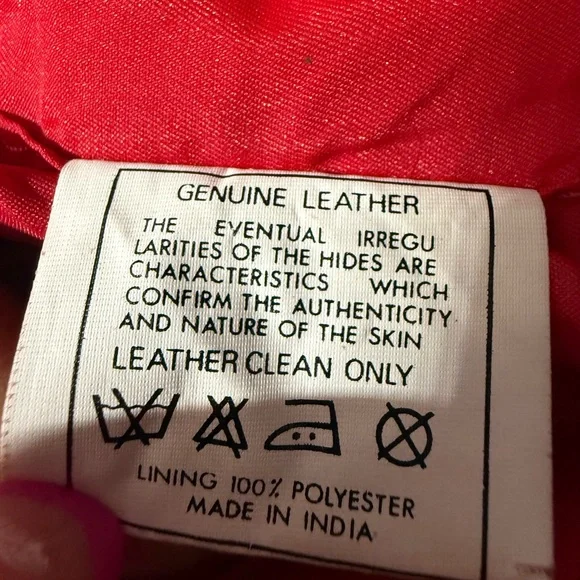 GENUINE LEATHER
THE EVENTUAL IRREGU
LARITIES OF THE HIDES ARE
CHARACTERISTICS WHICH
CONFIRM THE AUTHENTICITY
AND NATURE OF THE SKIN
LEATHER CLEAN ONLY
LINING 100% POLYESTER
MADE IN INDIA